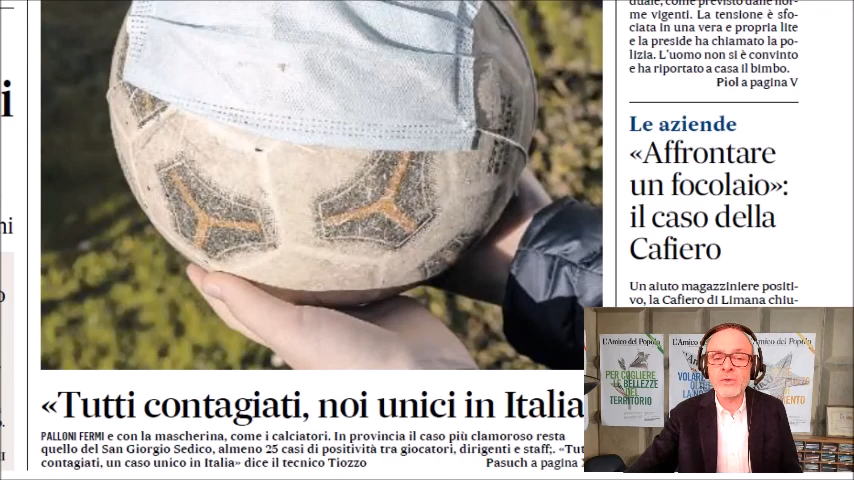 i
duale, come previsto dalle nor-
me vigenti. La tensione è sfo-
ciata in una vera e propria lite
e la preside ha chiamato la po-
lizia. L'uomo non si è convinto
e ha riportato a casa il bimbo.
Piol a pagina V
Le aziende
«Affrontare
un focolaio»:
il caso della
Cafiero
Un aiuto magazziniere positi-
vo, la Cafiero di Limana chiu-
«Tutti contagiati, noi unici in Italia
PALLONI FERMI e con la mascherina, come i calciatori. In provincia il caso più clamoroso resta
quello del San Giorgio Sedico, almeno 25 casi di positività tra giocatori, dirigenti e staff;. «Tut
contagiati, un caso unico in Italia» dice il tecnico Tiozzo
Pasuch a pagina
L'Amico del Popolo
PER COGLIERE
LE BELLEZZE
DEL
TERRITORIO